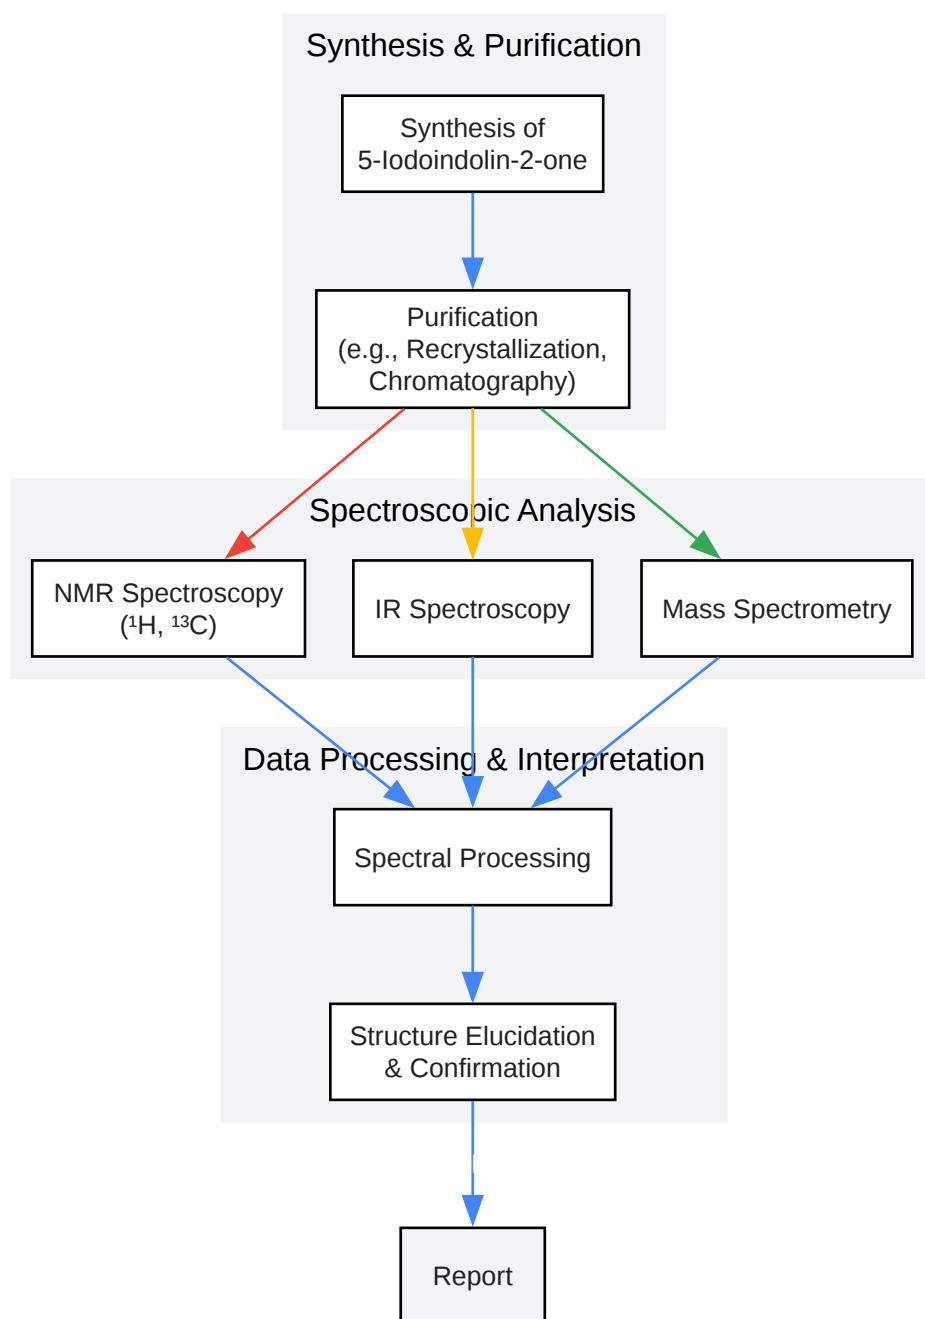 Synthesis & Purification
Synthesis of
5-Iodoindolin-2-one
Purification
(e.g., Recrystallization,
Chromatography)
Spectroscopic Analysis
NMR Spectroscopy
(¹H, ¹³C)
IR Spectroscopy
Mass Spectrometry
Data Processing & Interpretation
Spectral Processing
Structure Elucidation
& Confirmation
Report